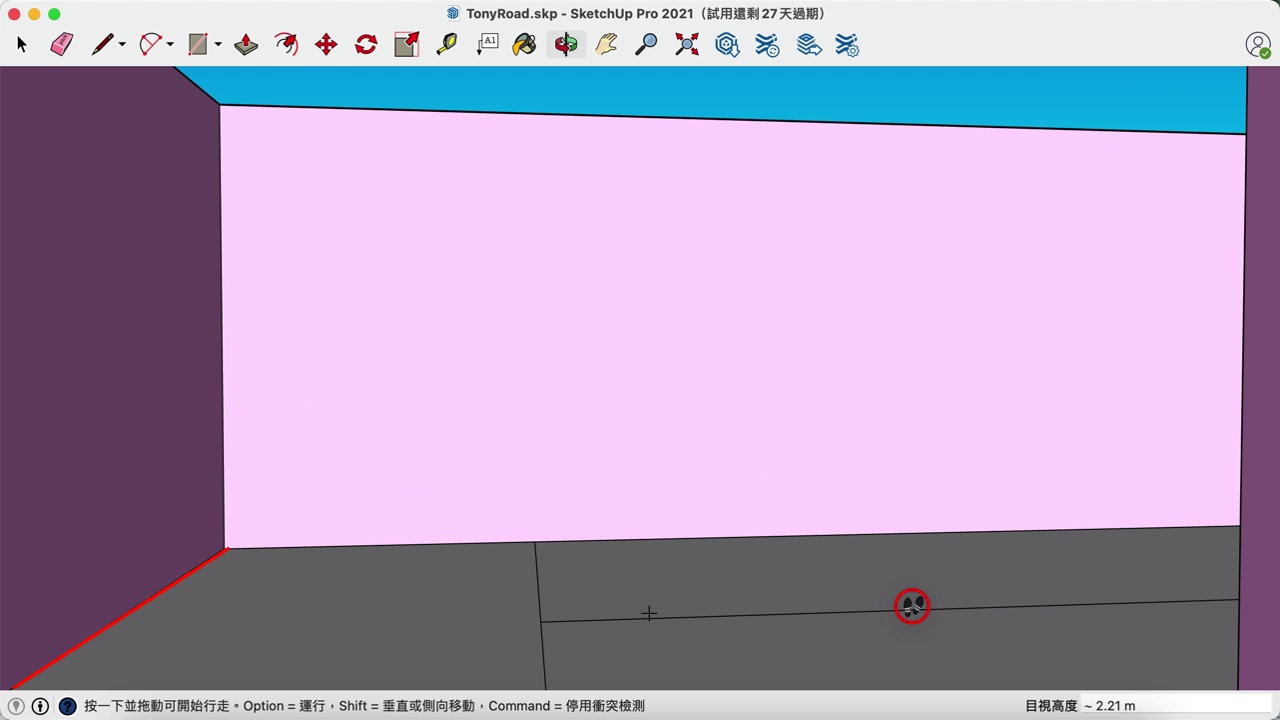 TonyRoad.skp - SketchUp Pro 2021（試用還剩 27 天過期）
A1
按一下並拖動可開始行走。Option = 運行，Shift = 垂直或側向移動，Command = 停用衝突檢測
目視高度 ~ 2.21 m